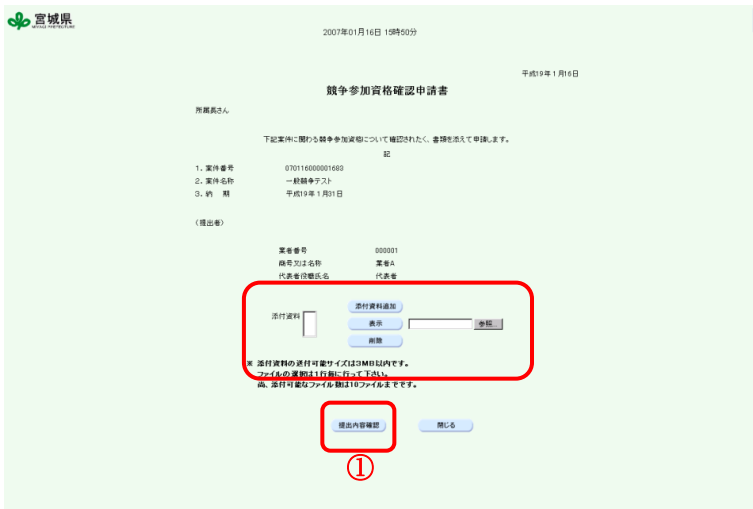 宮城県
MIYAGI PREFECTURE
2007年01月16日 15時50分
平成19年1月16日
競争参加資格確認申請書
所属長さん
下記案件に関わる競争参加資格について確認されたく、書類を添えて申請します。
記
1、案件番号 070116000001683
2、案件名称 一般競争テスト
3、納 期 平成19年1月31日
(提出者)
業者番号 000001
商号又は名称 業者A
代表者役職氏名 代表者
添付資料
添付資料追加
表示 参照...
削除
※ 添付資料の送付可能サイズは3MB以内です。
ファイルの選択は1行毎に行って下さい。
尚、添付可能なファイル数は10ファイルまでです。
提出内容確認 閉じる
①